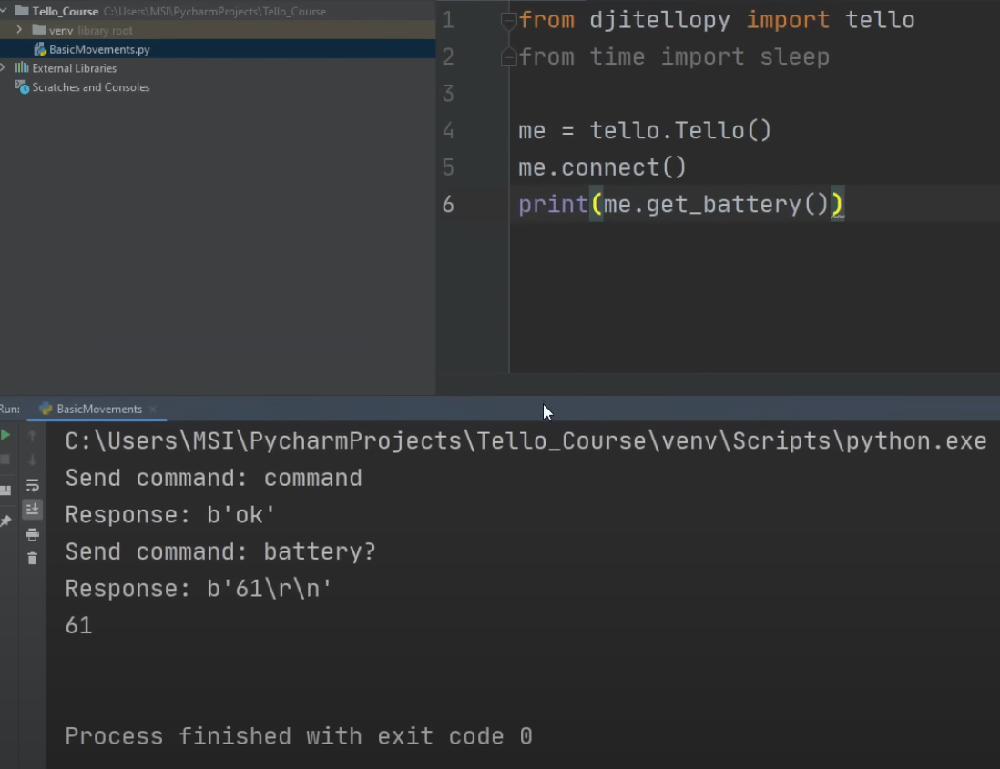 Tello_Course C:\Users\MSI\PycharmProjects\Tello_Course
venv library root
BasicMovements.py
External Libraries
Scratches and Consoles
1 from djitellopy import tello
2 from time import sleep
3
4 me = tello.Tello()
5 me.connect()
6 print(me.get_battery())
Run: BasicMovements
C:\Users\MSI\PycharmProjects\Tello_Course\venv\Scripts\python.exe
Send command: command
Response: b'ok'
Send command: battery?
Response: b'61\r\n'
61
Process finished with exit code 0